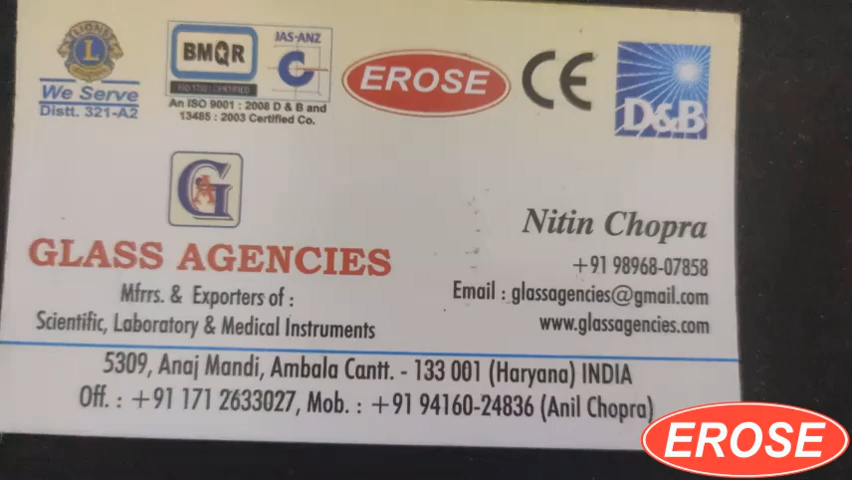 LIONS
L
We Serve
Distt. 321-A2
BMQR
JAS-ANZ
An ISO 9001 : 2008 D & B and
13485 : 2003 Certified Co.
EROSE
CE
D&B
GA
GLASS AGENCIES
Mfrrs. & Exporters of :
Scientific, Laboratory & Medical Instruments
Nitin Chopra
+91 98968-07858
Email : glassagencies@gmail.com
www.glassagencies.com
5309, Anaj Mandi, Ambala Cantt. - 133 001 (Haryana) INDIA
Off. : +91 171 2633027, Mob. : +91 94160-24836 (Anil Chopra)
EROSE